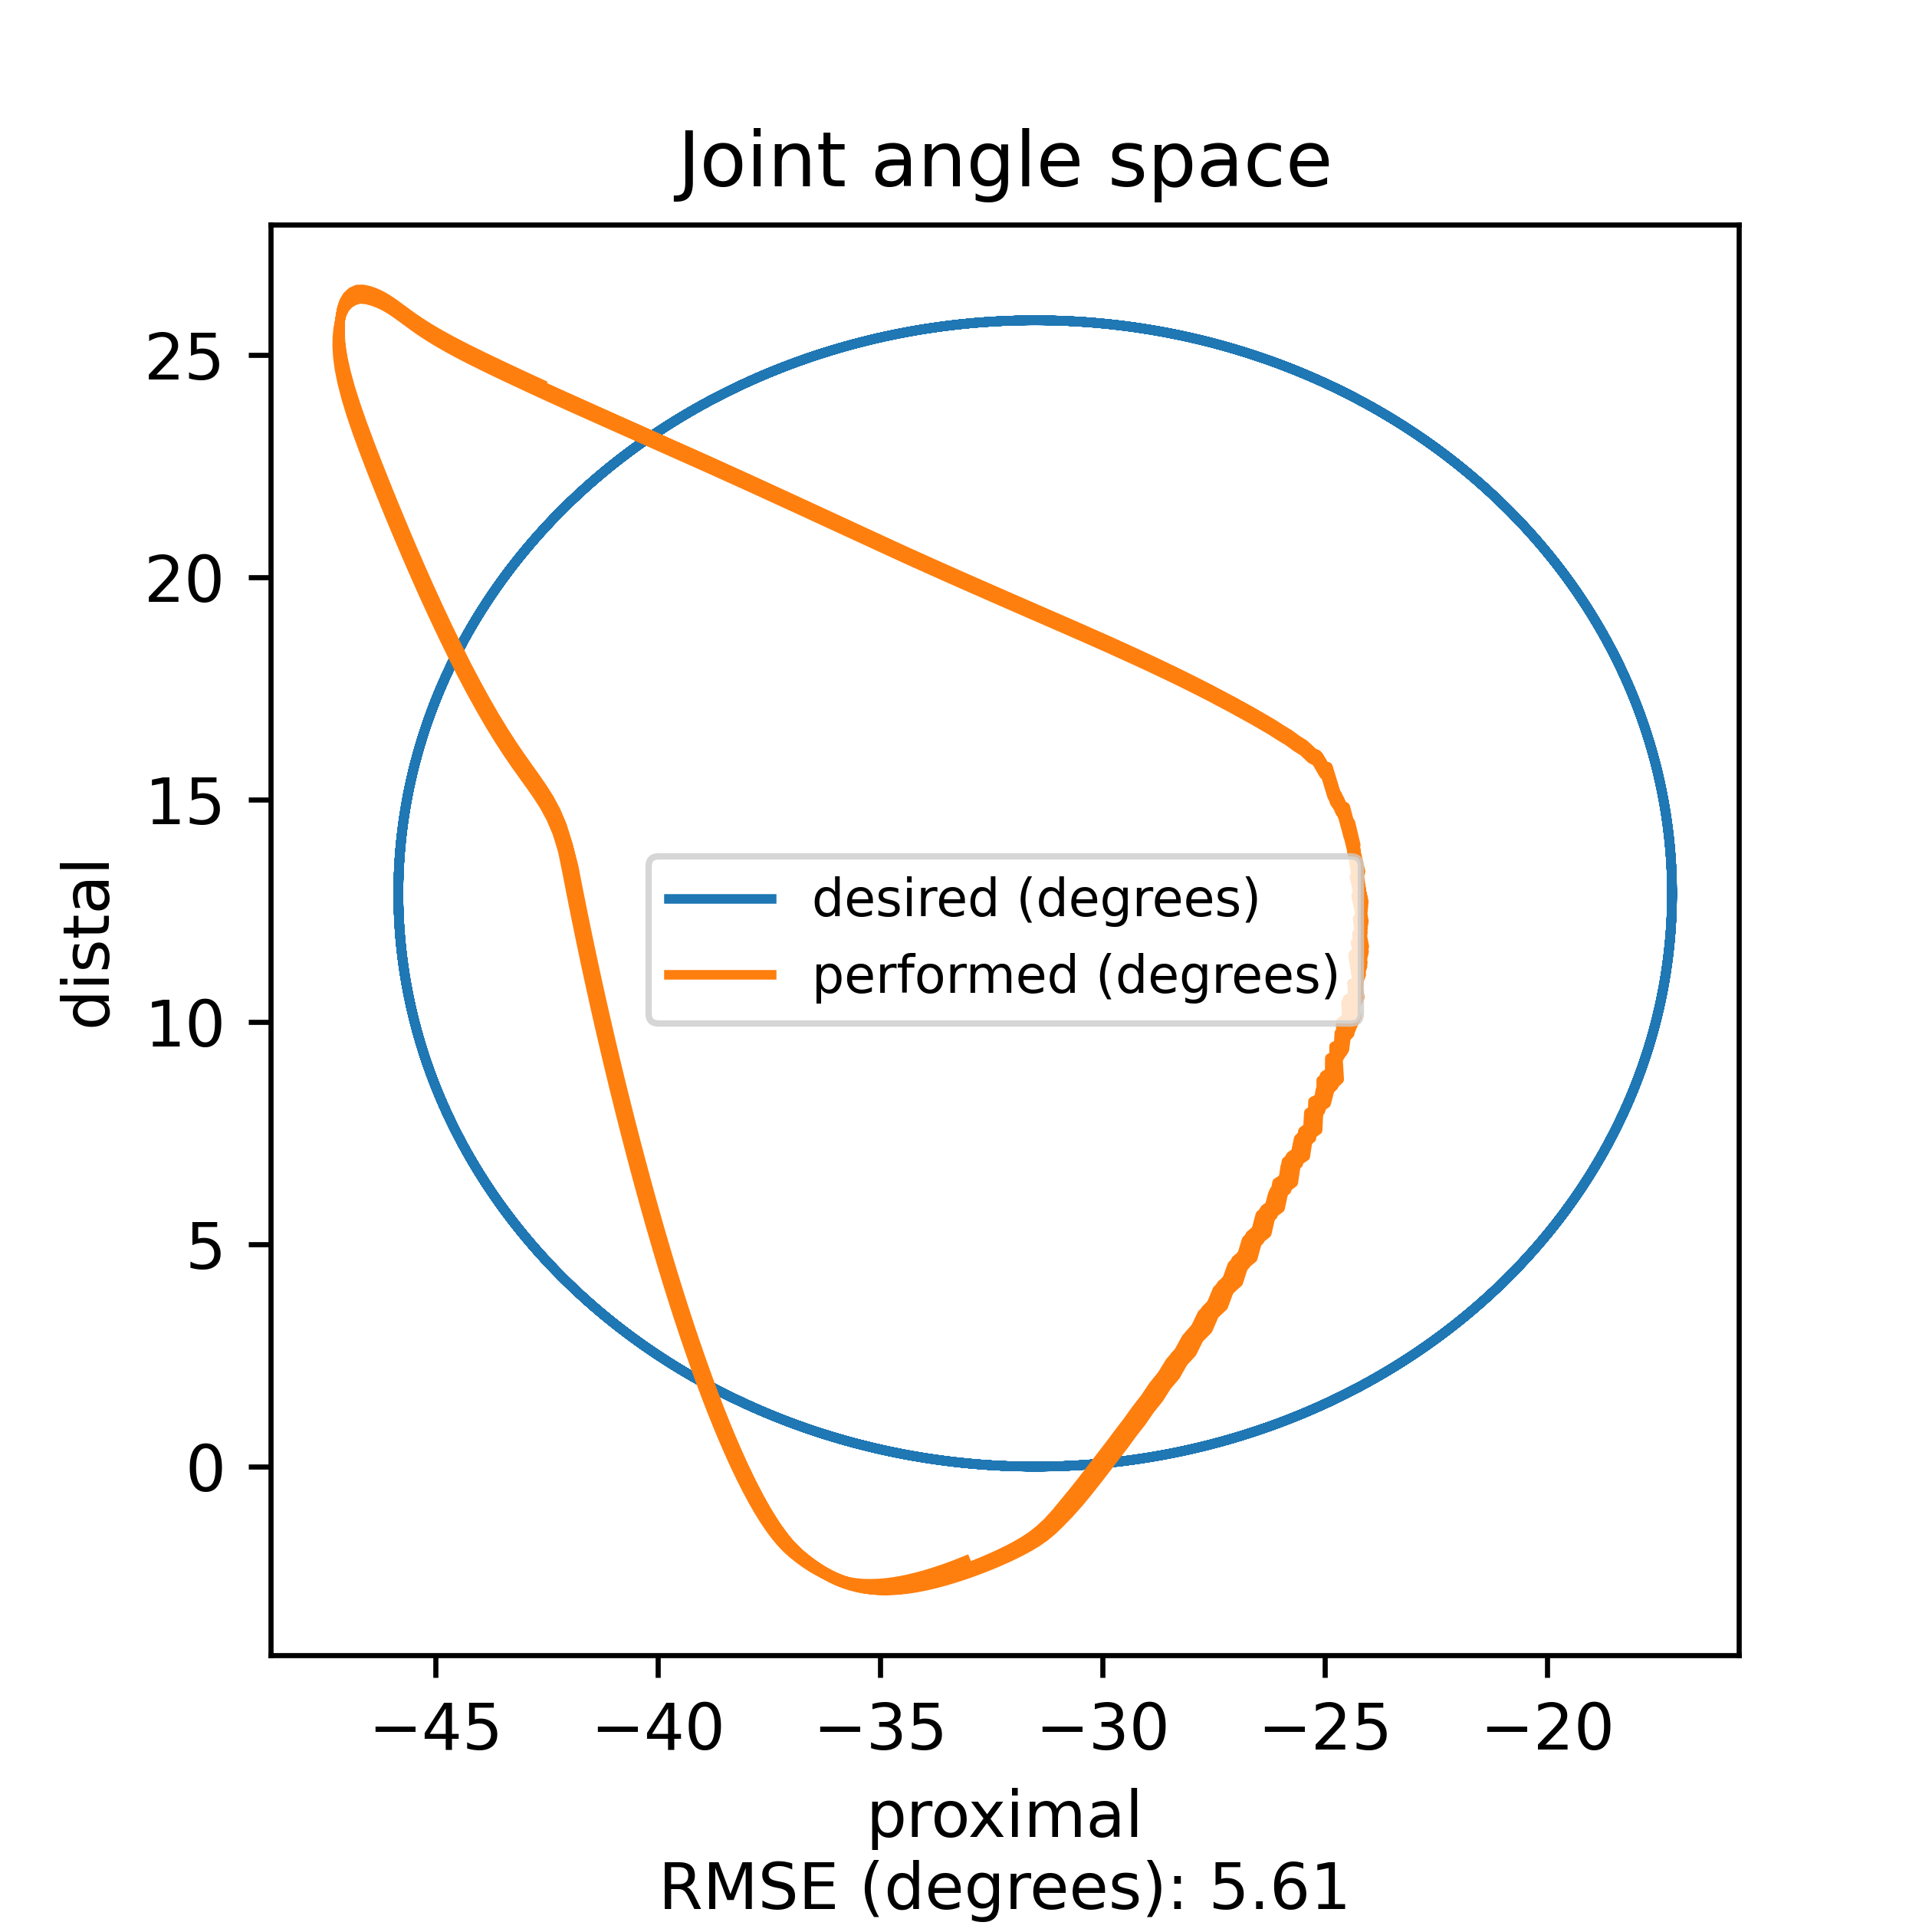 Joint angle space
25
20
15
10
5
0
distal
desired (degrees)
performed (degrees)
−45 −40 −35 −30 −25 −20
proximal
RMSE (degrees): 5.61